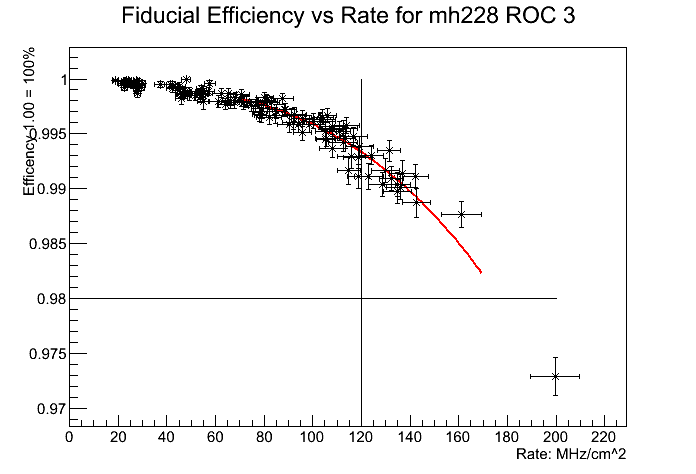 Fiducial Efficiency vs Rate for mh228 ROC 3
Efficency 1.00 = 100%
1
0.995
0.99
0.985
0.98
0.975
0.97
0 20 40 60 80 100 120 140 160 180 200 220
Rate: MHz/cm^2